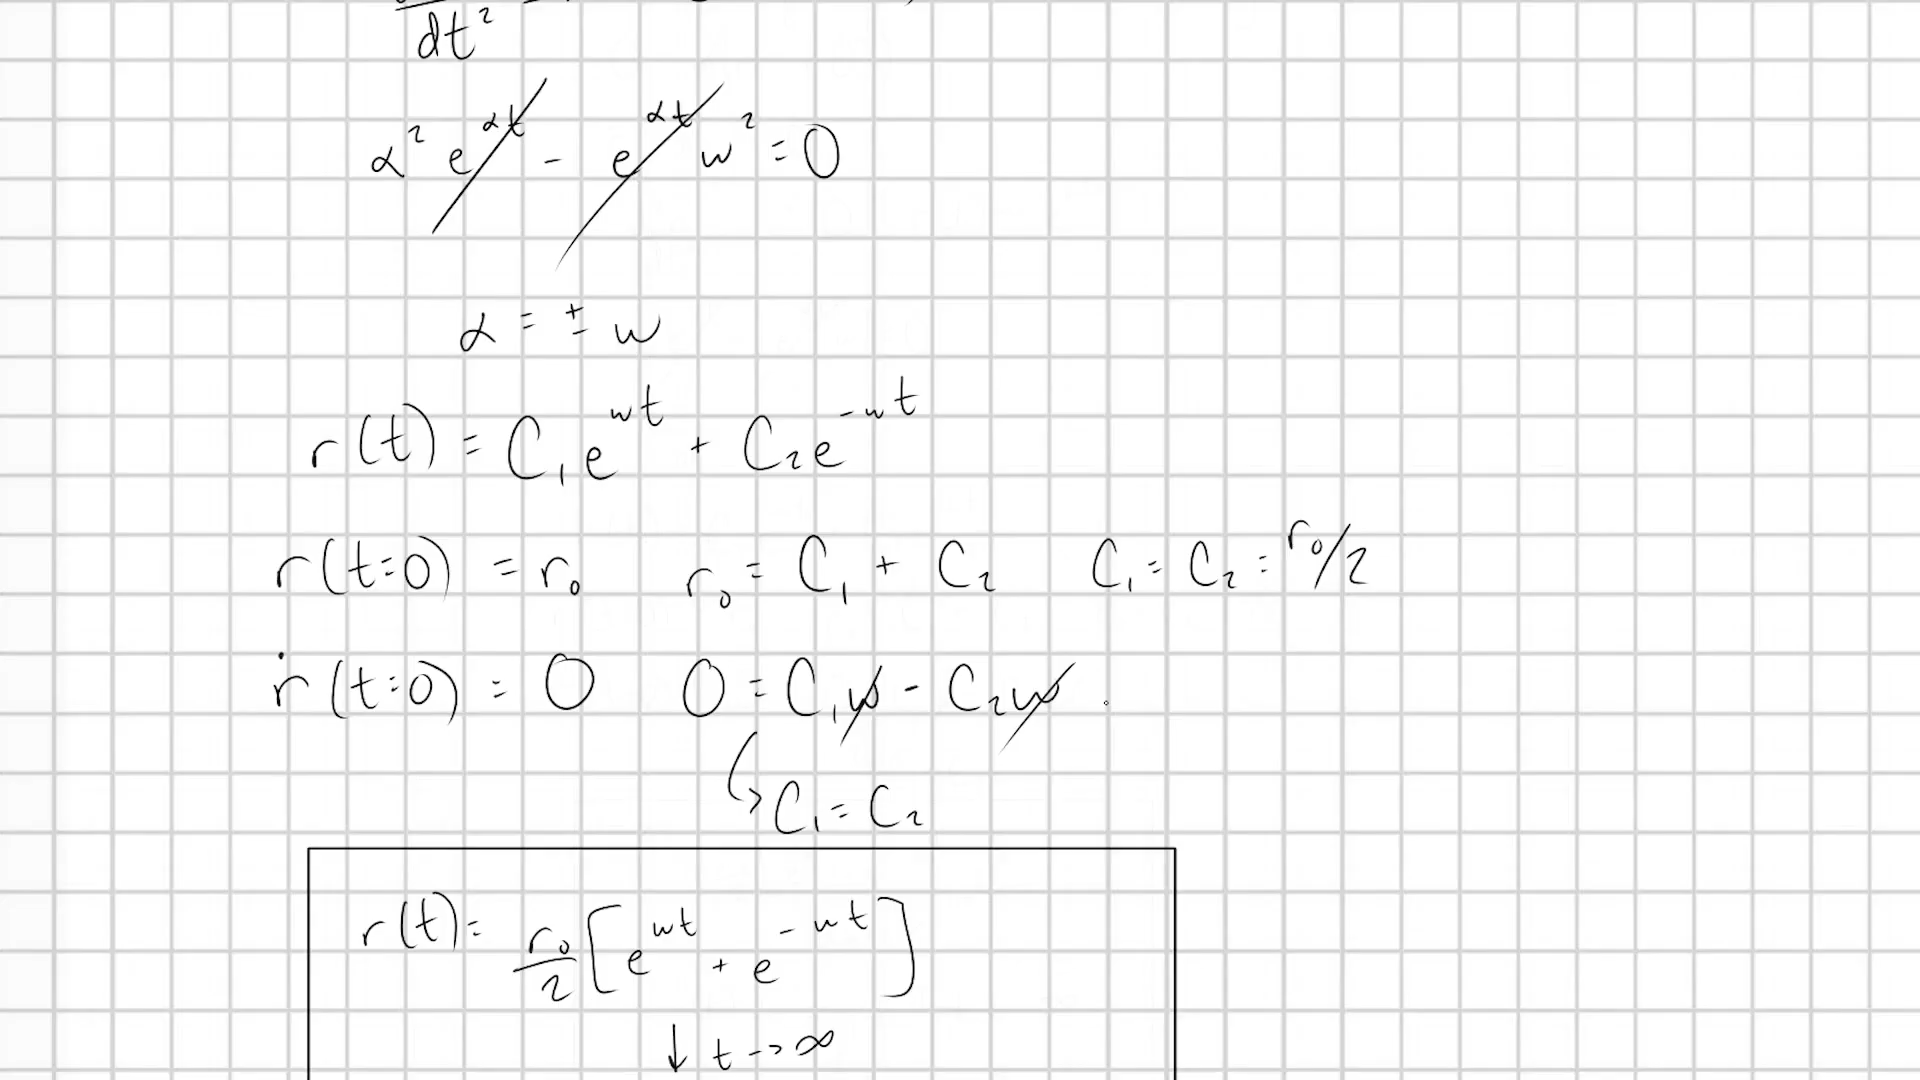 dt²
α² e^αt - e^αt w² = 0
α = ± w
r(t) = C₁e^wt + C₂e^-wt
r(t=0) = r₀ r₀ = C₁ + C₂ C₁ = C₂ = r₀/2
ṙ(t=0) = 0 0 = C₁w - C₂w .
↳ C₁ = C₂
r(t) = r₀/2 [e^wt + e^-wt]
↓ t → ∞